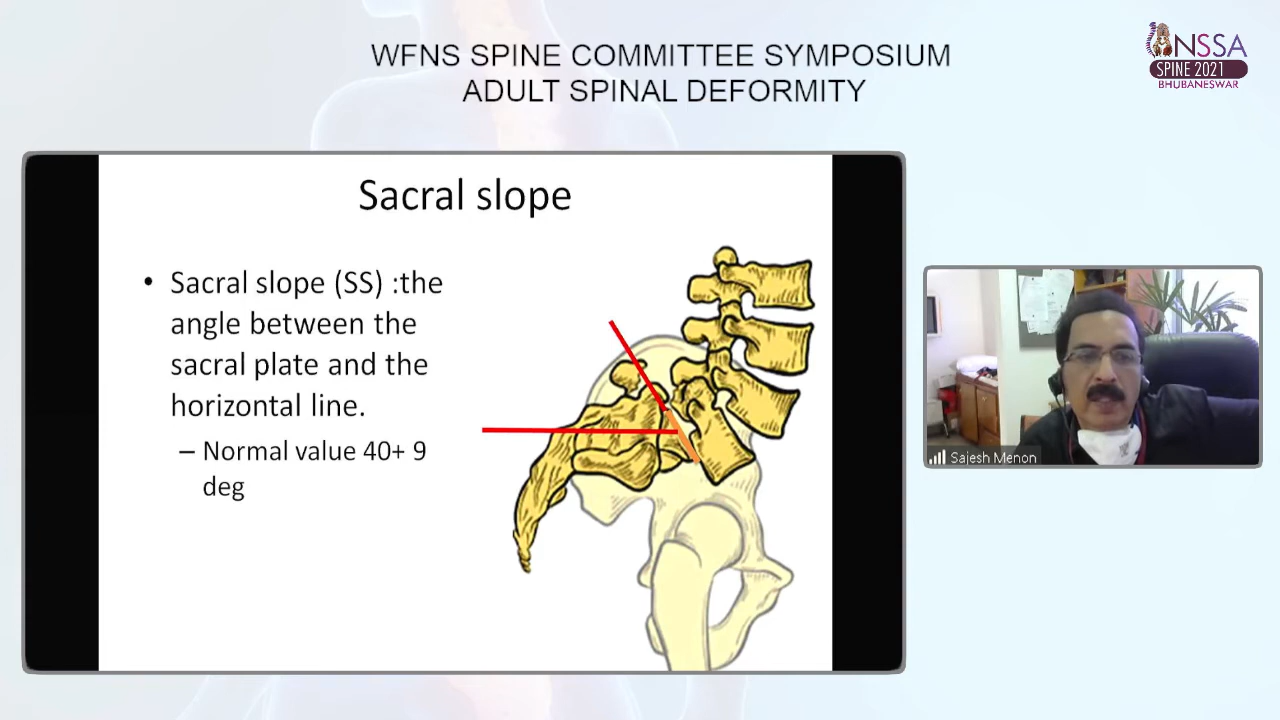 WFNS SPINE COMMITTEE SYMPOSIUM
ADULT SPINAL DEFORMITY
NSSA
SPINE 2021
BHUBANESWAR
Sacral slope
• Sacral slope (SS) :the
angle between the
sacral plate and the
horizontal line.
– Normal value 40+ 9
deg
Sajesh Menon